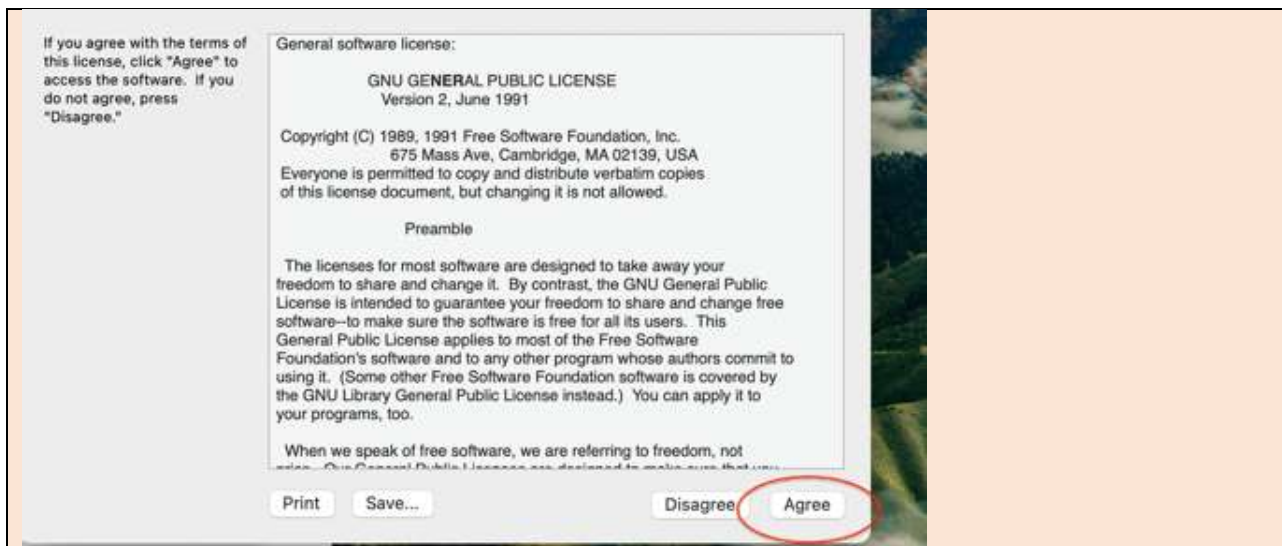 If you agree with the terms of
this license, click "Agree" to
access the software.  If you
do not agree, press
"Disagree."
General software license:
GNU GENERAL PUBLIC LICENSE
Version 2, June 1991
Copyright (C) 1989, 1991 Free Software Foundation, Inc.
675 Mass Ave, Cambridge, MA 02139, USA
Everyone is permitted to copy and distribute verbatim copies
of this license document, but changing it is not allowed.
Preamble
The licenses for most software are designed to take away your
freedom to share and change it.  By contrast, the GNU General Public
License is intended to guarantee your freedom to share and change free
software--to make sure the software is free for all its users.  This
General Public License applies to most of the Free Software
Foundation's software and to any other program whose authors commit to
using it.  (Some other Free Software Foundation software is covered by
the GNU Library General Public License instead.)  You can apply it to
your programs, too.
When we speak of free software, we are referring to freedom, not
Print
Save...
Disagree
Agree